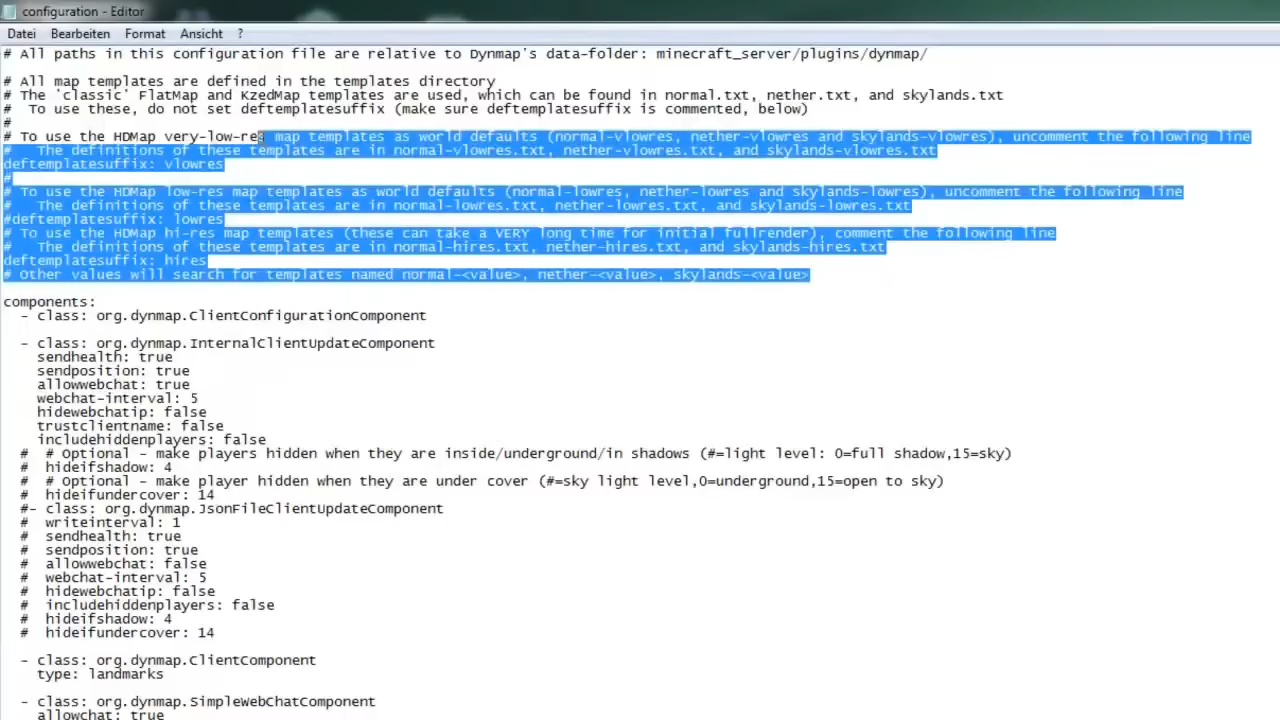 configuration - Editor
Datei Bearbeiten Format Ansicht ?
# All paths in this configuration file are relative to Dynmap's data-folder: minecraft_server/plugins/dynmap/
# All map templates are defined in the templates directory
# The 'classic' FlatMap and KzedMap templates are used, which can be found in normal.txt, nether.txt, and skylands.txt
#  To use these, do not set deftemplatesuffix (make sure deftemplatesuffix is commented, below)
#
# To use the HDMap very-low-res map templates as world defaults (normal-vlowres, nether-vlowres and skylands-vlowres), uncomment the following line
#   The definitions of these templates are in normal-vlowres.txt, nether-vlowres.txt, and skylands-vlowres.txt
deftemplatesuffix: vlowres
#
# To use the HDMap low-res map templates as world defaults (normal-lowres, nether-lowres and skylands-lowres), uncomment the following line
#   The definitions of these templates are in normal-lowres.txt, nether-lowres.txt, and skylands-lowres.txt
#deftemplatesuffix: lowres
# To use the HDMap hi-res map templates (these can take a VERY long time for initial fullrender), comment the following line
#   The definitions of these templates are in normal-hires.txt, nether-hires.txt, and skylands-hires.txt
deftemplatesuffix: hires
# Other values will search for templates named normal-<value>, nether-<value>, skylands-<value>
components:
  - class: org.dynmap.ClientConfigurationComponent
  - class: org.dynmap.InternalClientUpdateComponent
    sendhealth: true
    sendposition: true
    allowwebchat: true
    webchat-interval: 5
    hidewebchatip: false
    trustclientname: false
    includehiddenplayers: false
  #  # Optional - make players hidden when they are inside/underground/in shadows (#=light level: 0=full shadow,15=sky)
  #  hideifshadow: 4
  #  # Optional - make player hidden when they are under cover (#=sky light level,0=underground,15=open to sky)
  #  hideifundercover: 14
  #- class: org.dynmap.JsonFileClientUpdateComponent
  #  writeinterval: 1
  #  sendhealth: true
  #  sendposition: true
  #  allowwebchat: false
  #  webchat-interval: 5
  #  hidewebchatip: false
  #  includehiddenplayers: false
  #  hideifshadow: 4
  #  hideifundercover: 14
  - class: org.dynmap.ClientComponent
    type: landmarks
  - class: org.dynmap.SimpleWebChatComponent
    allowchat: true